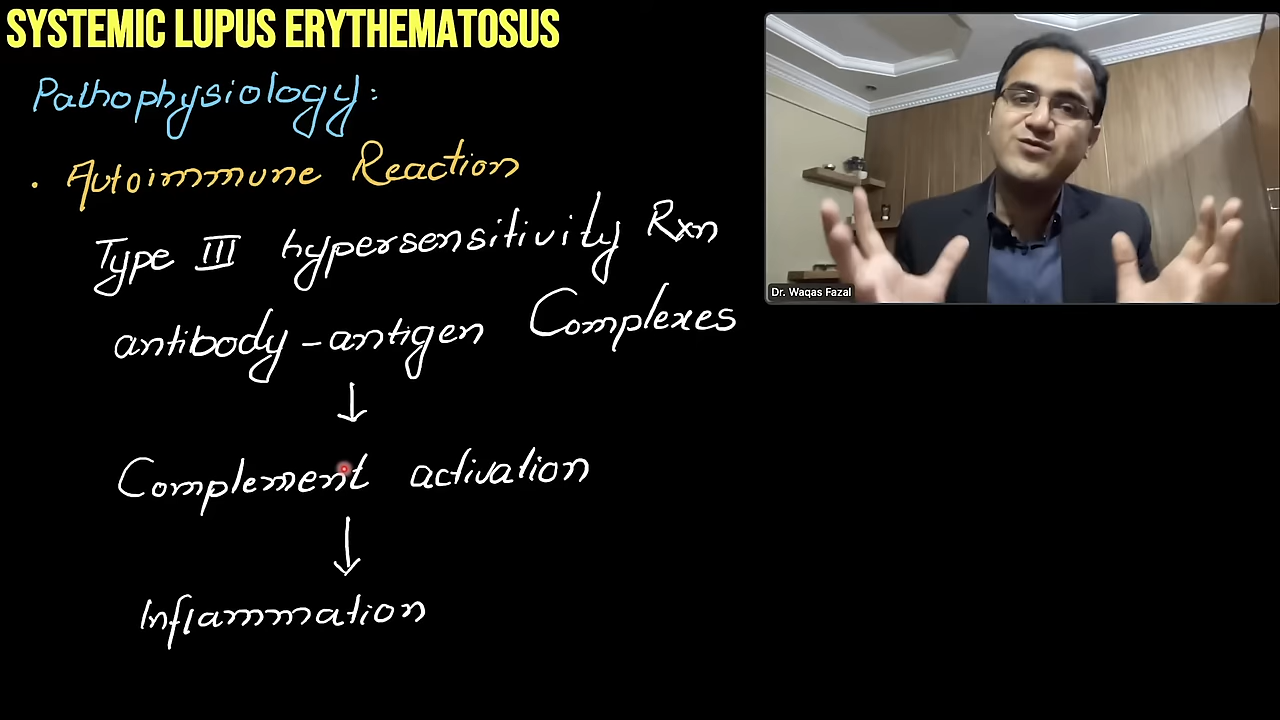 SYSTEMIC LUPUS ERYTHEMATOSUS
Pathophysiology:
. Autoimmune Reaction
Type III hypersensitivity Rxn
antibody-antigen Complexes
↓
Complement activation
↓
Inflammation
Dr. Waqas Fazal